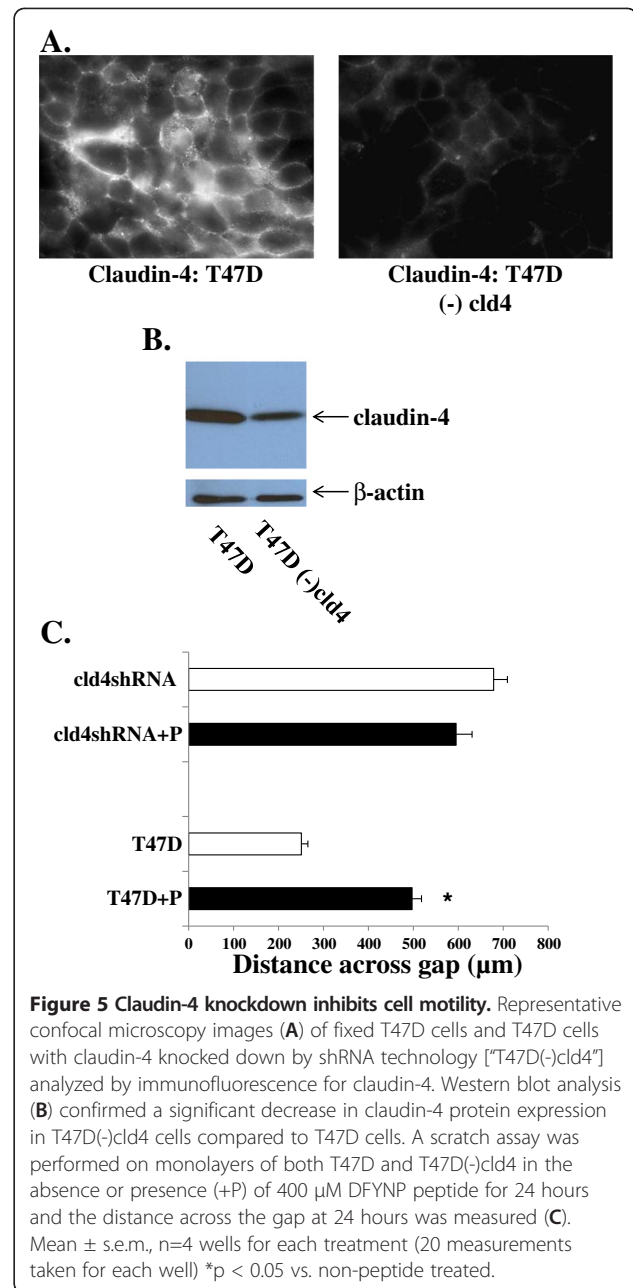 A.
Claudin-4: T47D
Claudin-4: T47D
(-) cld4
B.
claudin-4
β-actin
T47D
T47D (-)cld4
C.
cld4shRNA
cld4shRNA+P
T47D
T47D+P
*
0 100 200 300 400 500 600 700 800
Distance across gap (μm)
Figure 5 Claudin-4 knockdown inhibits cell motility. Representative
confocal microscopy images (A) of fixed T47D cells and T47D cells
with claudin-4 knocked down by shRNA technology ["T47D(-)cld4"]
analyzed by immunofluorescence for claudin-4. Western blot analysis
(B) confirmed a significant decrease in claudin-4 protein expression
in T47D(-)cld4 cells compared to T47D cells. A scratch assay was
performed on monolayers of both T47D and T47D(-)cld4 in the
absence or presence (+P) of 400 μM DFYNP peptide for 24 hours
and the distance across the gap at 24 hours was measured (C).
Mean ± s.e.m., n=4 wells for each treatment (20 measurements
taken for each well) *p < 0.05 vs. non-peptide treated.